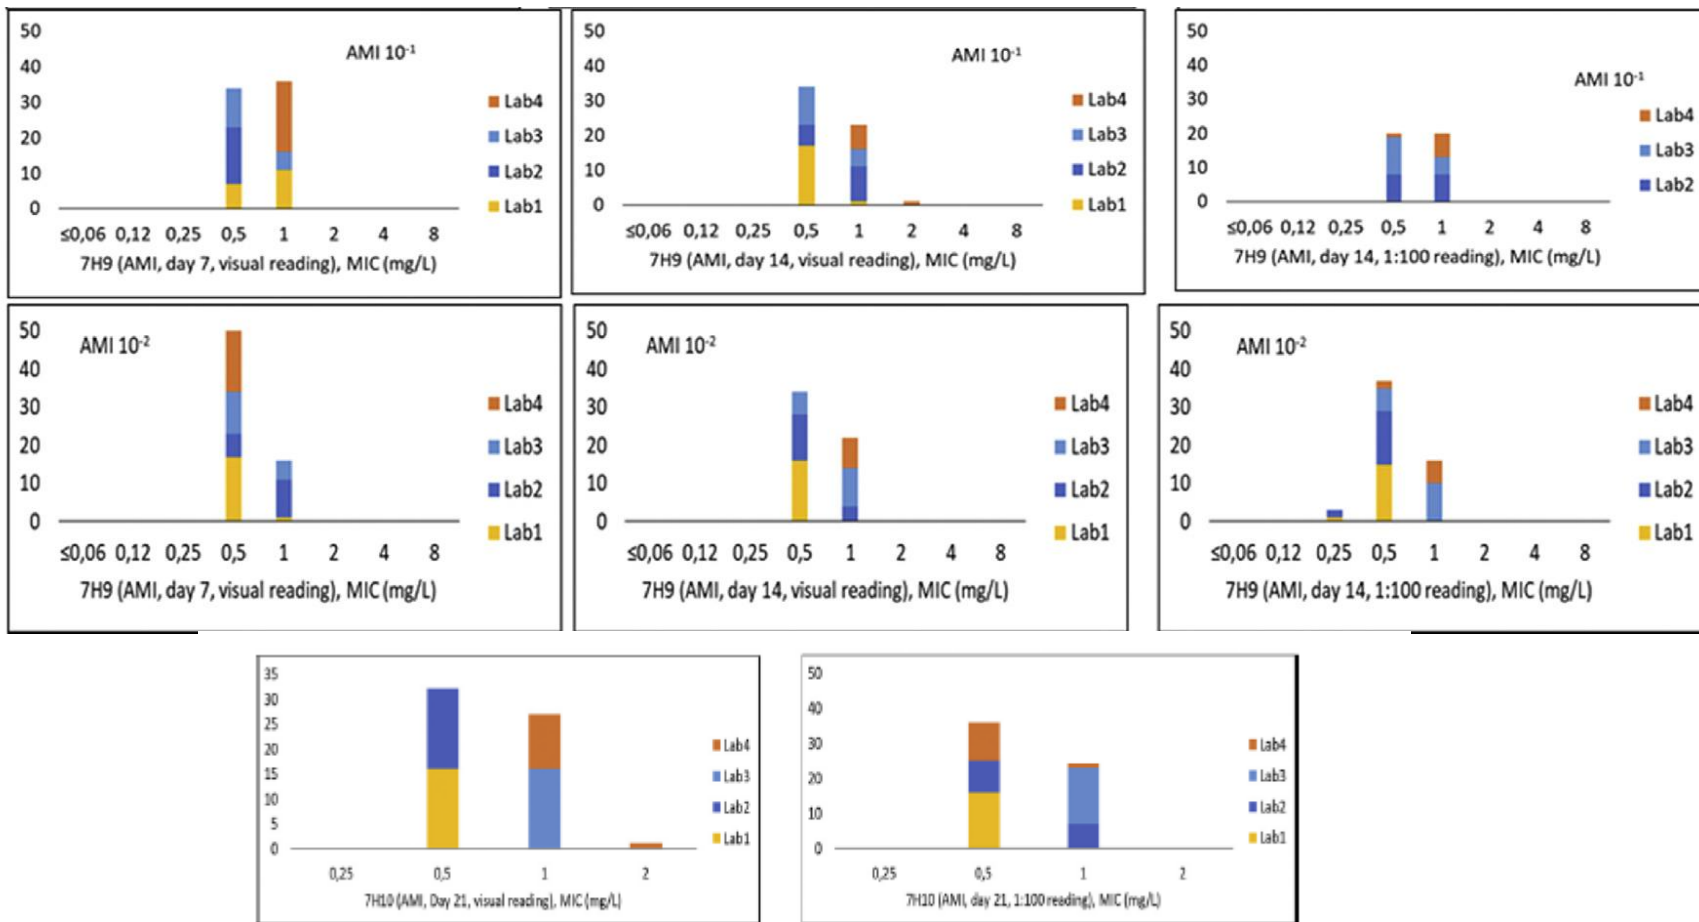 50
40
30
20
10
0
AMI 10⁻¹
Lab4
Lab3
Lab2
Lab1
≤0,06 0,12 0,25 0,5 1 2 4 8
7H9 (AMI, day 7, visual reading), MIC (mg/L)
50
40
30
20
10
0
AMI 10⁻¹
Lab4
Lab3
Lab2
Lab1
≤0,06 0,12 0,25 0,5 1 2 4 8
7H9 (AMI, day 14, visual reading), MIC (mg/L)
50
40
30
20
10
0
AMI 10⁻¹
Lab4
Lab3
Lab2
≤0,06 0,12 0,25 0,5 1 2 4 8
7H9 (AMI, day 14, 1:100 reading), MIC (mg/L)
50
40
30
20
10
0
AMI 10⁻²
Lab4
Lab3
Lab2
Lab1
≤0,06 0,12 0,25 0,5 1 2 4 8
7H9 (AMI, day 7, visual reading), MIC (mg/L)
50
40
30
20
10
0
AMI 10⁻²
Lab4
Lab3
Lab2
Lab1
≤0,06 0,12 0,25 0,5 1 2 4 8
7H9 (AMI, day 14, visual reading), MIC (mg/L)
50
40
30
20
10
0
AMI 10⁻²
Lab4
Lab3
Lab2
Lab1
≤0,06 0,12 0,25 0,5 1 2 4 8
7H9 (AMI, day 14, 1:100 reading), MIC (mg/L)
35
30
25
20
15
10
5
0
Lab4
Lab3
Lab2
Lab1
0,25 0,5 1 2
7H10 (AMI, Day 21, visual reading), MIC (mg/L)
50
40
30
20
10
0
Lab4
Lab3
Lab2
Lab1
0,25 0,5 1 2
7H10 (AMI, day 21, 1:100 reading), MIC (mg/L)